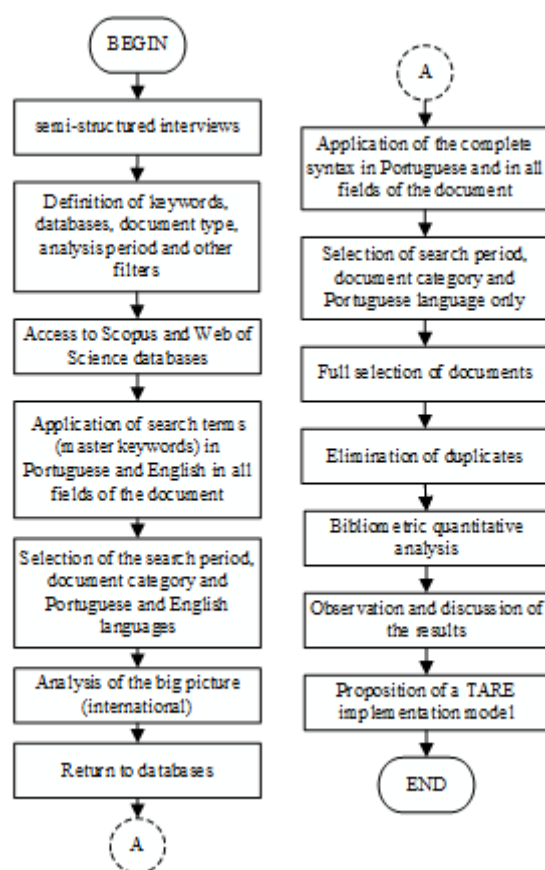 BEGIN
semi-structured interviews
Definition of keywords,
databases, document type,
analysis period and other
filters
Access to Scopus and Web of
Science databases
Application of search terms
(master keywords) in
Portuguese and English in all
fields of the document
Selection of the search period,
document category and
Portuguese and English
languages
Analysis of the big picture
(international)
Return to databases
A
A
Application of the complete
syntax in Portuguese and in all
fields of the document
Selection of search period,
document category and
Portuguese language only
Full selection of documents
Elimination of duplicates
Bibliometric quantitative
analysis
Observation and discussion of
the results
Proposition of a TARE
implementation model
END